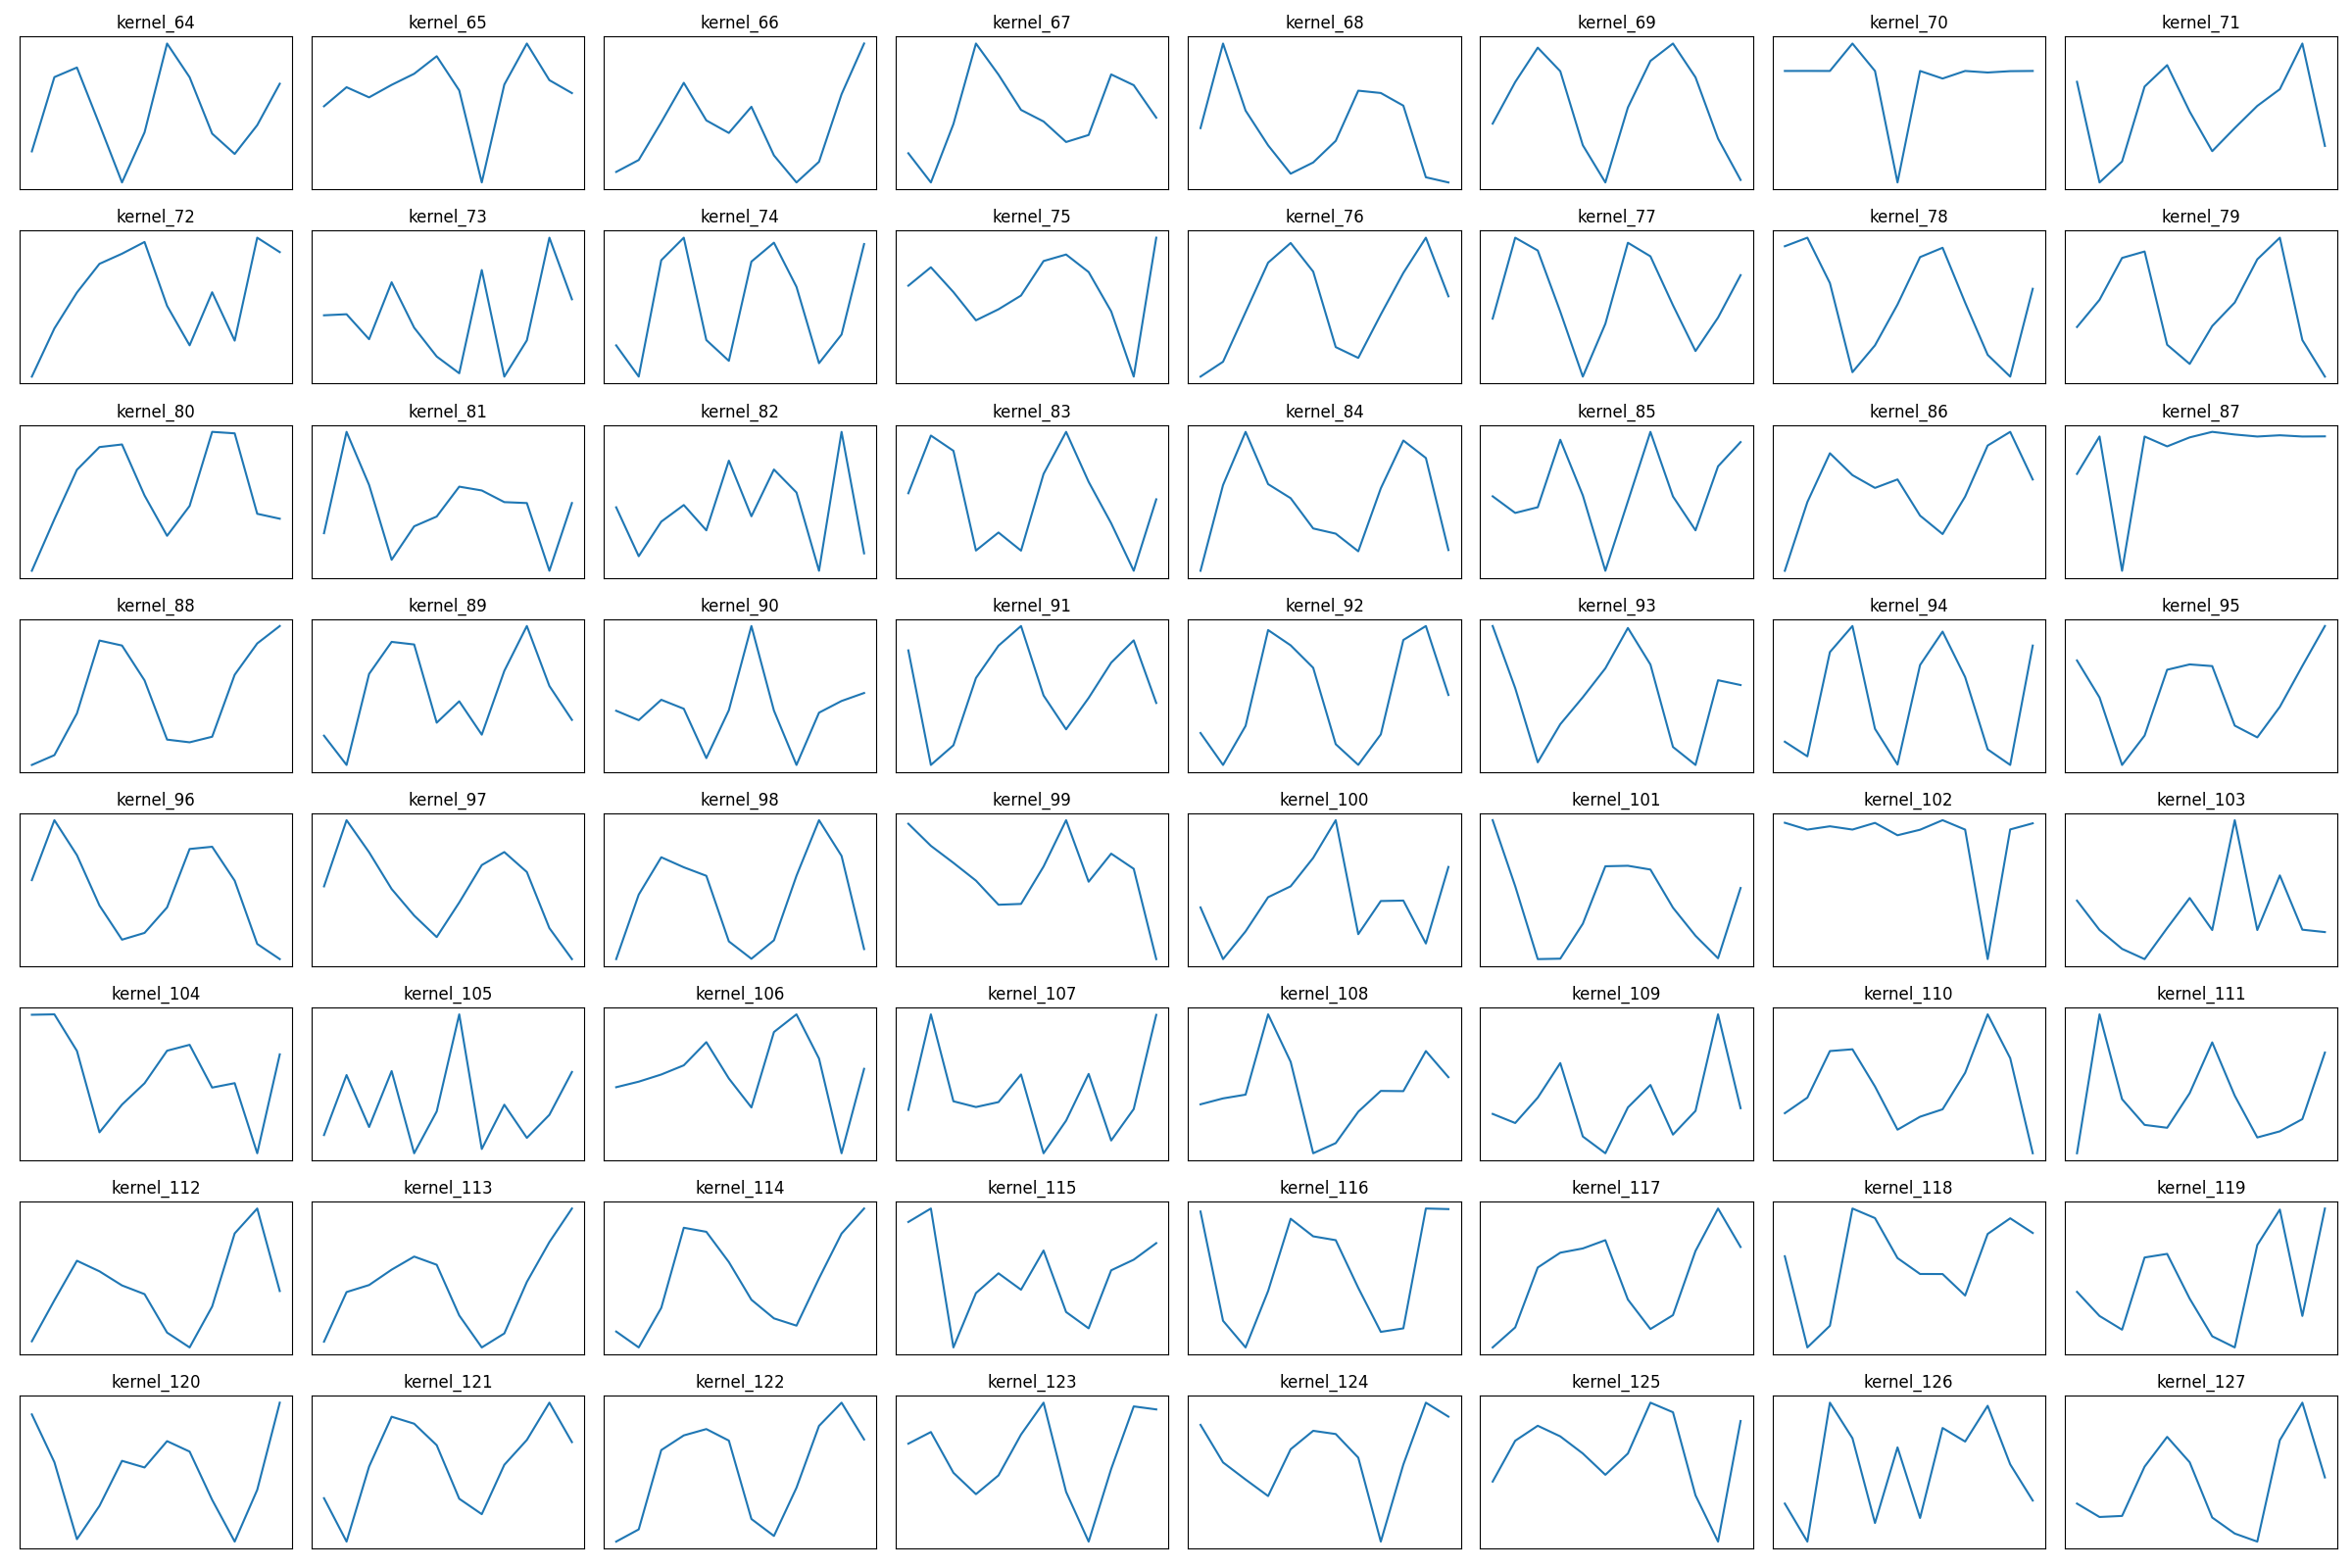 kernel_64 kernel_65 kernel_66 kernel_67 kernel_68 kernel_69 kernel_70 kernel_71
kernel_72 kernel_73 kernel_74 kernel_75 kernel_76 kernel_77 kernel_78 kernel_79
kernel_80 kernel_81 kernel_82 kernel_83 kernel_84 kernel_85 kernel_86 kernel_87
kernel_88 kernel_89 kernel_90 kernel_91 kernel_92 kernel_93 kernel_94 kernel_95
kernel_96 kernel_97 kernel_98 kernel_99 kernel_100 kernel_101 kernel_102 kernel_103
kernel_104 kernel_105 kernel_106 kernel_107 kernel_108 kernel_109 kernel_110 kernel_111
kernel_112 kernel_113 kernel_114 kernel_115 kernel_116 kernel_117 kernel_118 kernel_119
kernel_120 kernel_121 kernel_122 kernel_123 kernel_124 kernel_125 kernel_126 kernel_127